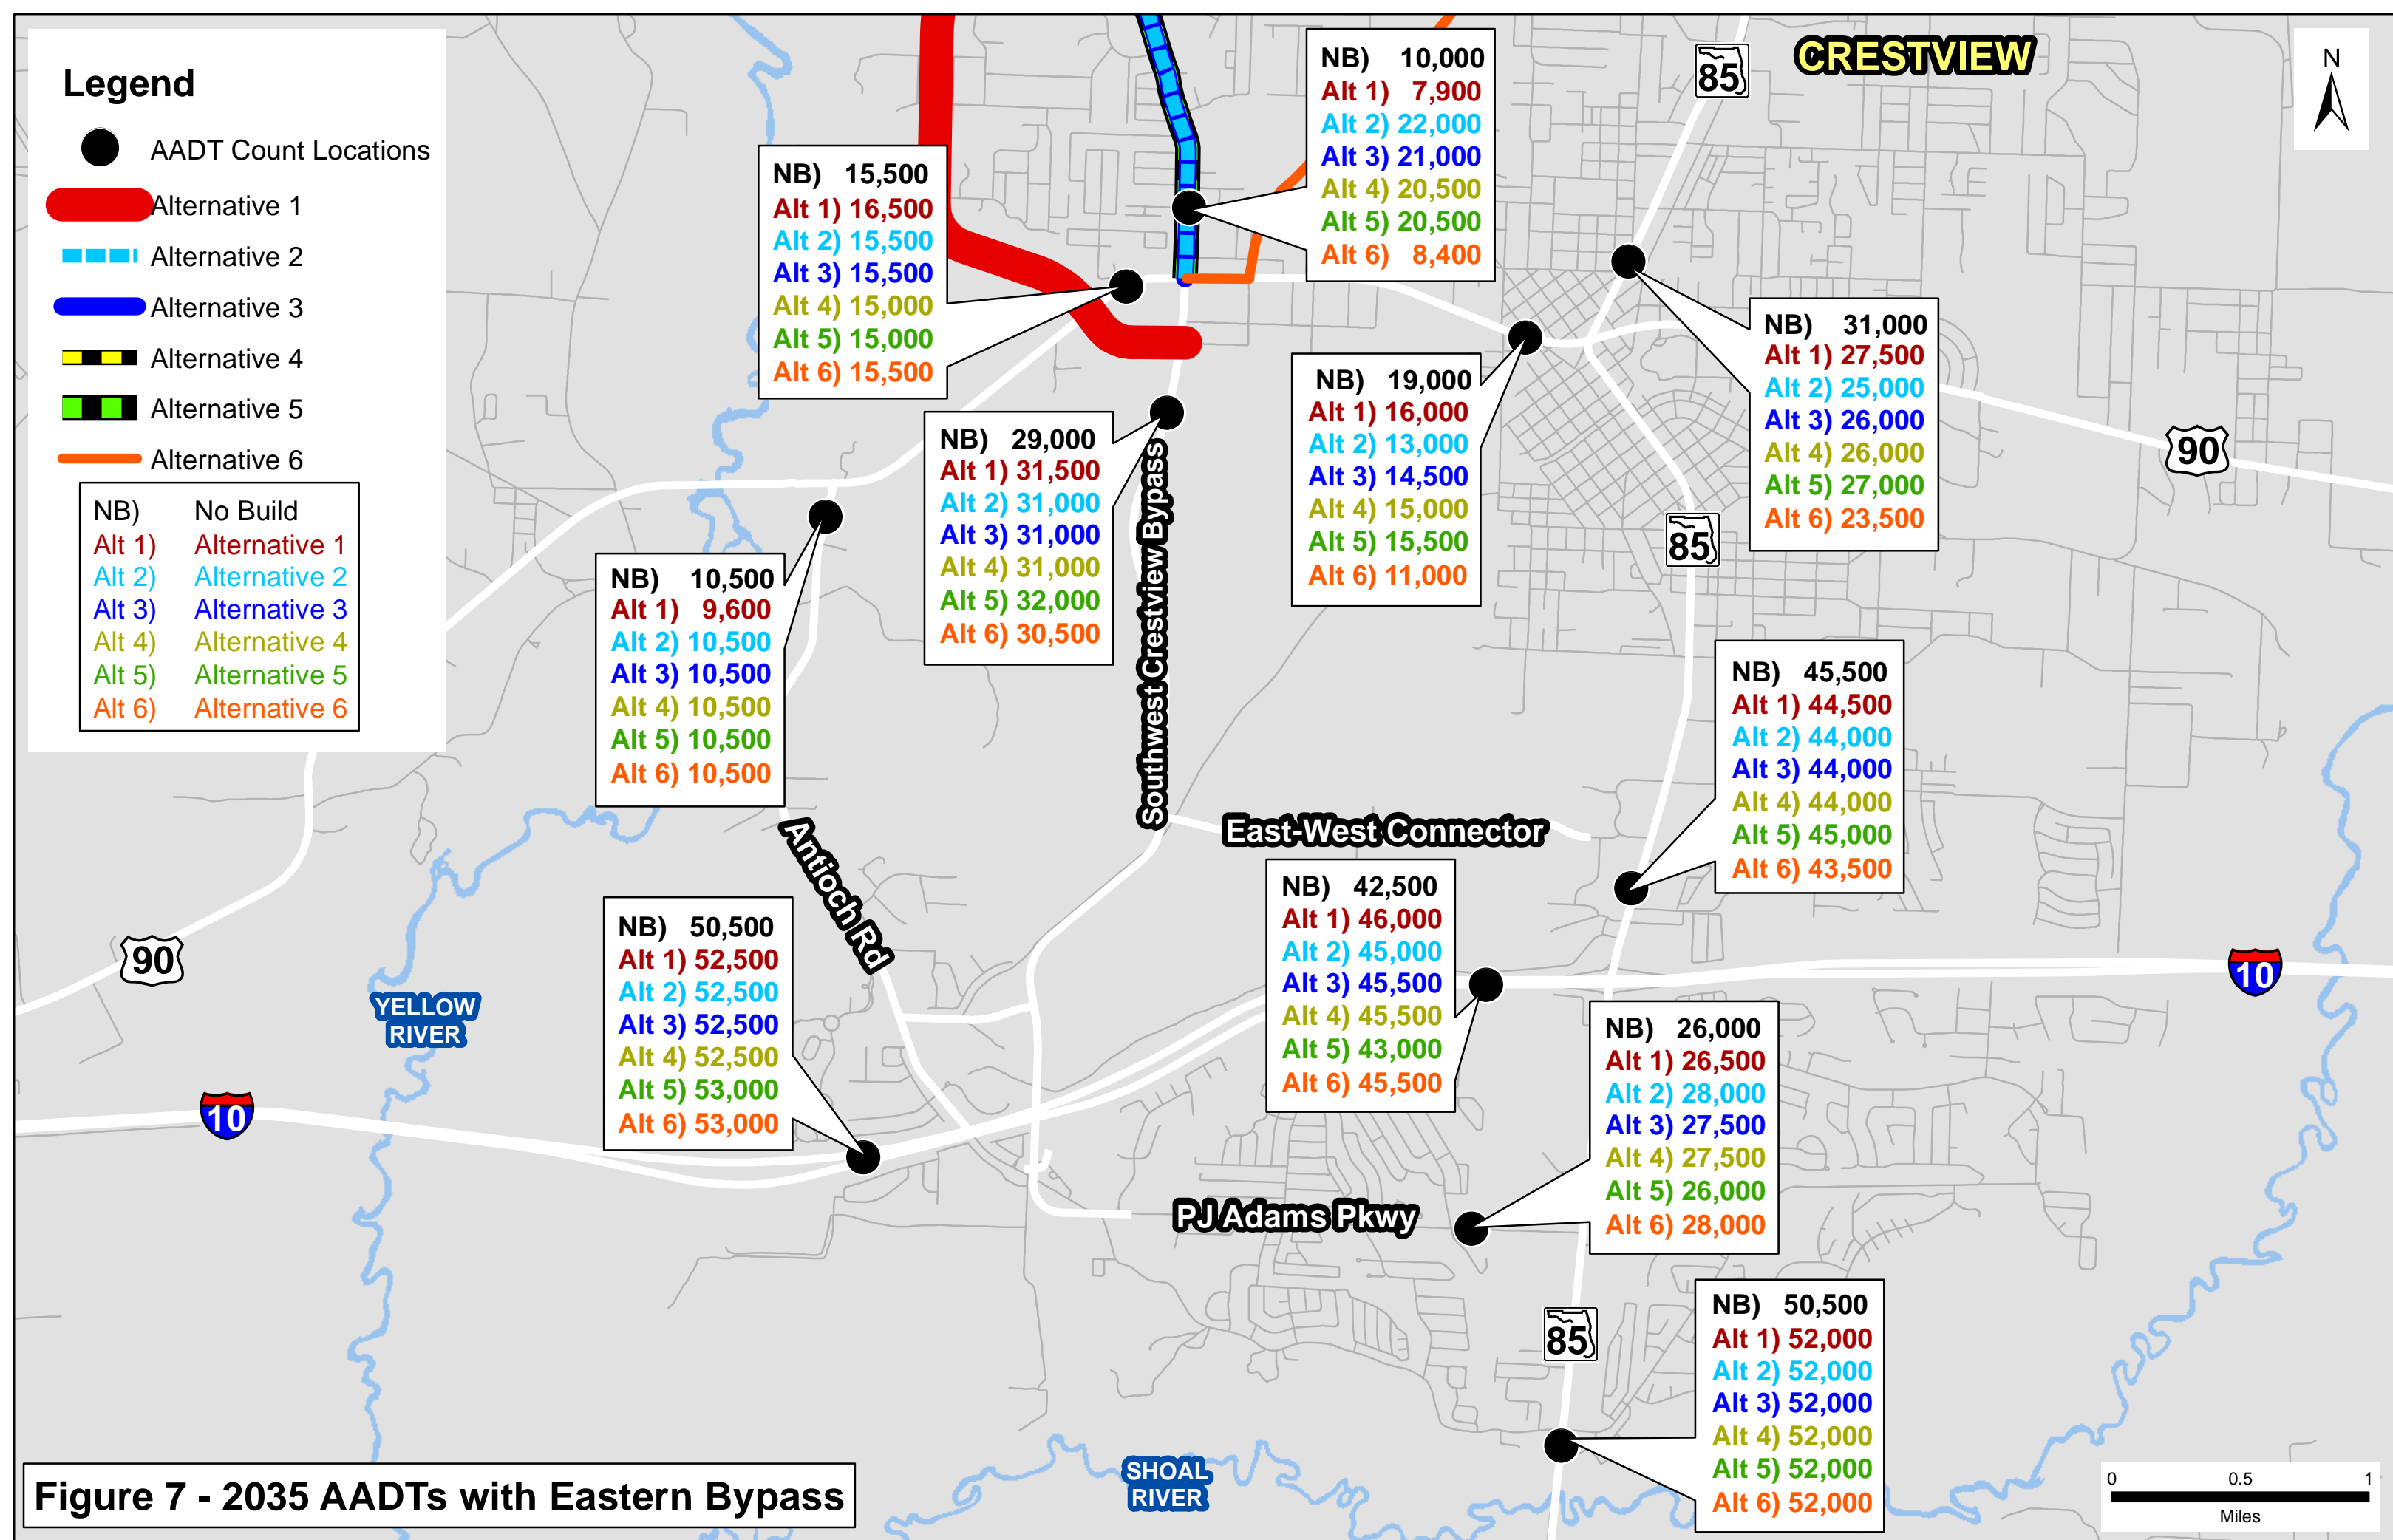 Legend
AADT Count Locations
Alternative 1
Alternative 2
Alternative 3
Alternative 4
Alternative 5
Alternative 6
NB) No Build
Alt 1) Alternative 1
Alt 2) Alternative 2
Alt 3) Alternative 3
Alt 4) Alternative 4
Alt 5) Alternative 5
Alt 6) Alternative 6
NB) 15,500
Alt 1) 16,500
Alt 2) 15,500
Alt 3) 15,500
Alt 4) 15,000
Alt 5) 15,000
Alt 6) 15,500
NB) 10,000
Alt 1) 7,900
Alt 2) 22,000
Alt 3) 21,000
Alt 4) 20,500
Alt 5) 20,500
Alt 6) 8,400
85
CRESTVIEW
N
NB) 31,000
Alt 1) 27,500
Alt 2) 25,000
Alt 3) 26,000
Alt 4) 26,000
Alt 5) 27,000
Alt 6) 23,500
NB) 19,000
Alt 1) 16,000
Alt 2) 13,000
Alt 3) 14,500
Alt 4) 15,000
Alt 5) 15,500
Alt 6) 11,000
NB) 29,000
Alt 1) 31,500
Alt 2) 31,000
Alt 3) 31,000
Alt 4) 31,000
Alt 5) 32,000
Alt 6) 30,500
90
85
Southwest Crestview Bypass
NB) 10,500
Alt 1) 9,600
Alt 2) 10,500
Alt 3) 10,500
Alt 4) 10,500
Alt 5) 10,500
Alt 6) 10,500
NB) 45,500
Alt 1) 44,500
Alt 2) 44,000
Alt 3) 44,000
Alt 4) 44,000
Alt 5) 45,000
Alt 6) 43,500
East-West Connector
Antioch Rd
NB) 42,500
Alt 1) 46,000
Alt 2) 45,000
Alt 3) 45,500
Alt 4) 45,500
Alt 5) 43,000
Alt 6) 45,500
NB) 50,500
Alt 1) 52,500
Alt 2) 52,500
Alt 3) 52,500
Alt 4) 52,500
Alt 5) 53,000
Alt 6) 53,000
90
YELLOW
RIVER
10
10
NB) 26,000
Alt 1) 26,500
Alt 2) 28,000
Alt 3) 27,500
Alt 4) 27,500
Alt 5) 26,000
Alt 6) 28,000
PJ Adams Pkwy
85
NB) 50,500
Alt 1) 52,000
Alt 2) 52,000
Alt 3) 52,000
Alt 4) 52,000
Alt 5) 52,000
Alt 6) 52,000
SHOAL
RIVER
Figure 7 - 2035 AADTs with Eastern Bypass
0 0.5 1
Miles